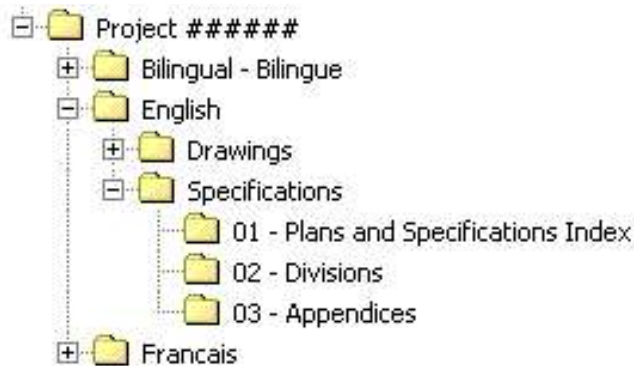 Project ######
Bilingual - Bilingue
English
Drawings
Specifications
01 - Plans and Specifications Index
02 - Divisions
03 - Appendices
Francais